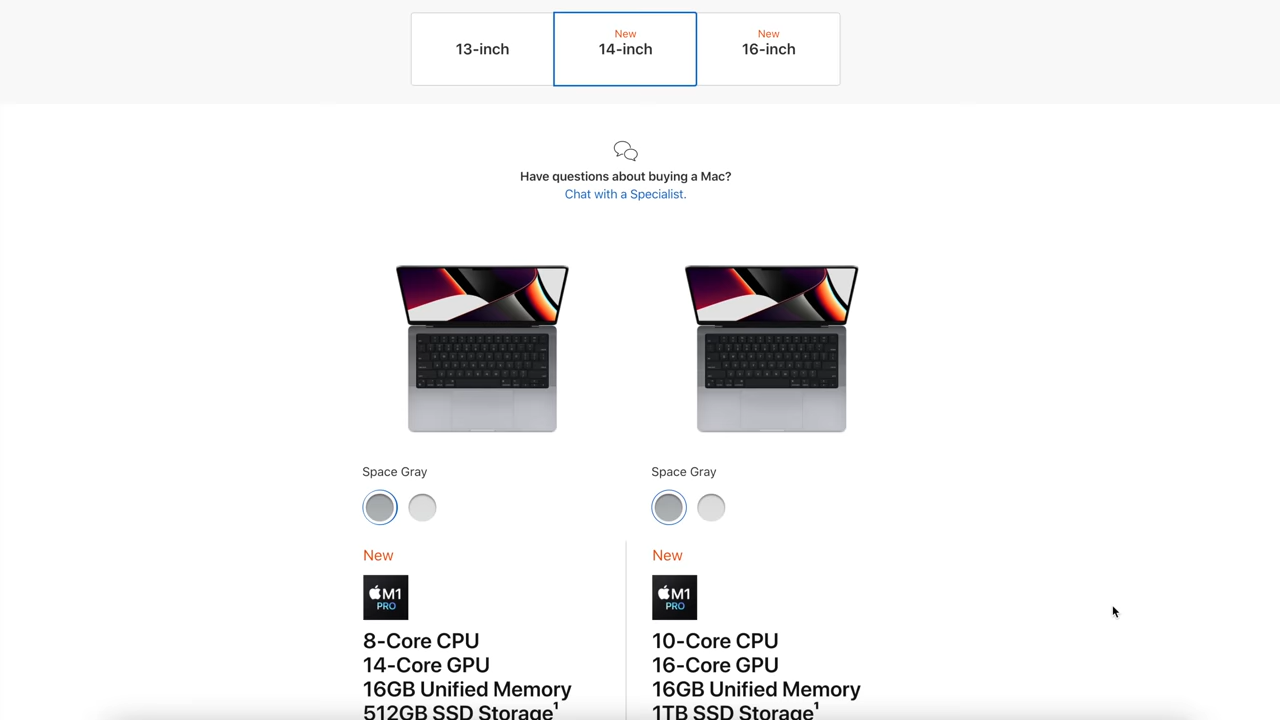 13-inch
New
14-inch
New
16-inch
Have questions about buying a Mac?
Chat with a Specialist.
Space Gray
Space Gray
New
M1
PRO
8-Core CPU
14-Core GPU
16GB Unified Memory
512GB SSD Storage¹
New
M1
PRO
10-Core CPU
16-Core GPU
16GB Unified Memory
1TB SSD Storage¹